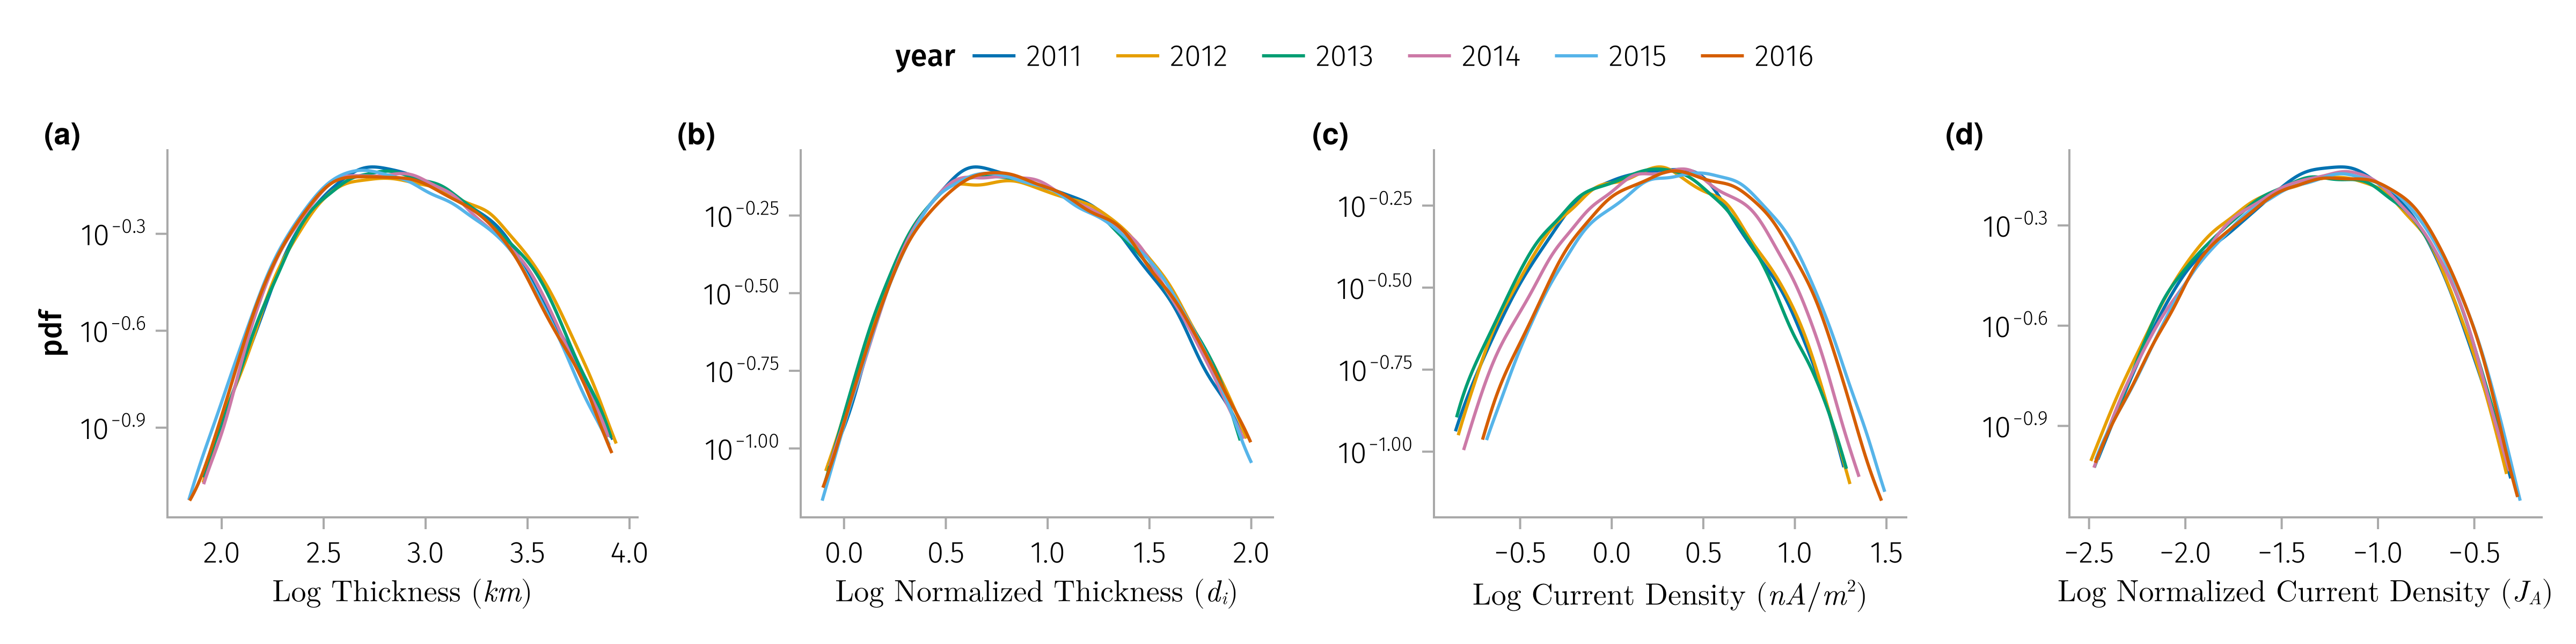 year 2011 2012 2013 2014 2015 2016
(a) (b) (c) (d)
pdf
10^−0.3
10^−0.6
10^−0.9
2.0 2.5 3.0 3.5 4.0
Log Thickness (km)
10^−0.25
10^−0.50
10^−0.75
10^−1.00
0.0 0.5 1.0 1.5 2.0
Log Normalized Thickness (d_i)
10^−0.25
10^−0.50
10^−0.75
10^−1.00
−0.5 0.0 0.5 1.0 1.5
Log Current Density (nA/m²)
10^−0.3
10^−0.6
10^−0.9
−2.5 −2.0 −1.5 −1.0 −0.5
Log Normalized Current Density (J_A)